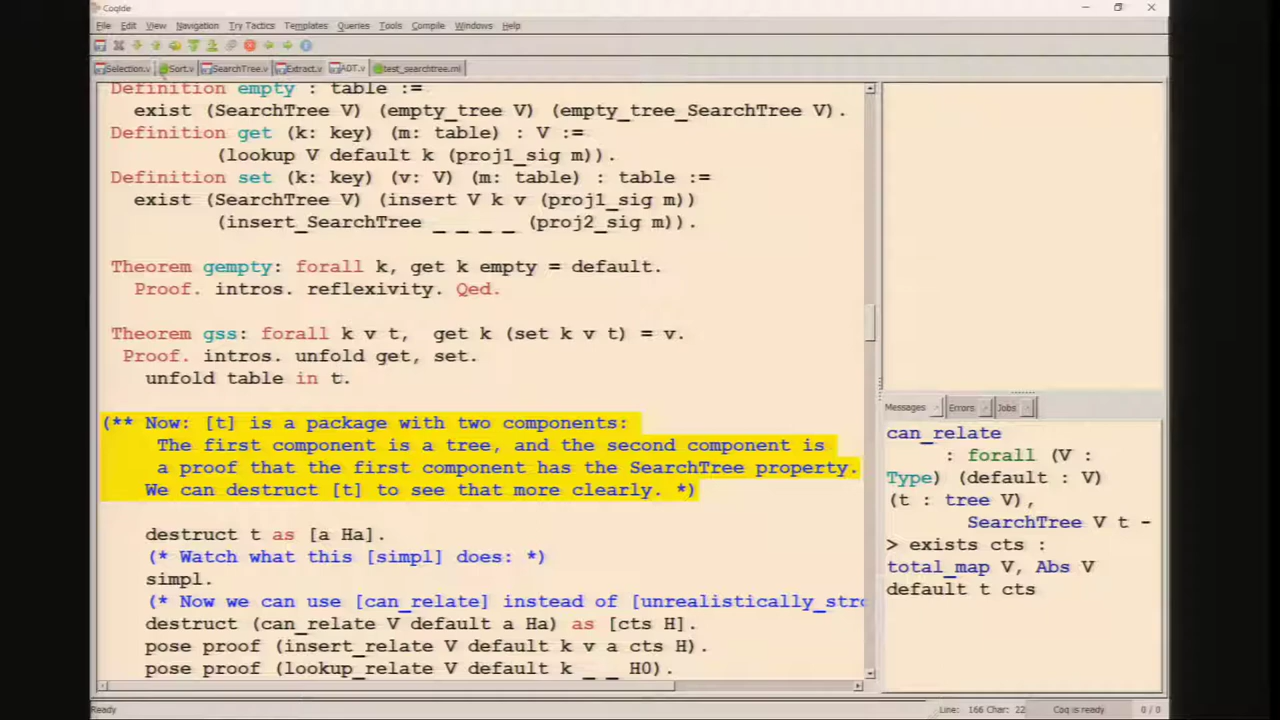 CoqIde
File Edit View Navigation Try Tactics Templates Queries Tools Compile Windows Help
Selection.v Sort.v SearchTree.v Extract.v ADT.v test_searchtree.ml
Definition empty : table :=
exist (SearchTree V) (empty_tree V) (empty_tree_SearchTree V).
Definition get (k: key) (m: table) : V :=
(lookup V default k (proj1_sig m)).
Definition set (k: key) (v: V) (m: table) : table :=
exist (SearchTree V) (insert V k v (proj1_sig m))
(insert_SearchTree _ _ _ _ (proj2_sig m)).
Theorem gempty: forall k, get k empty = default.
Proof. intros. reflexivity. Qed.
Theorem gss: forall k v t, get k (set k v t) = v.
Proof. intros. unfold get, set.
unfold table in t.
(** Now: [t] is a package with two components:
The first component is a tree, and the second component is
a proof that the first component has the SearchTree property.
We can destruct [t] to see that more clearly. *)
destruct t as [a Ha].
(* Watch what this [simpl] does: *)
simpl.
(* Now we can use [can_relate] instead of [unrealistically_stro
destruct (can_relate V default a Ha) as [cts H].
pose proof (insert_relate V default k v a cts H).
pose proof (lookup_relate V default k _ _ H0).
Messages Errors Jobs
can_relate
: forall (V :
Type) (default : V)
(t : tree V),
SearchTree V t -
> exists cts :
total_map V, Abs V
default t cts
Ready
Line: 166 Char: 22 Coq is ready 0 / 0